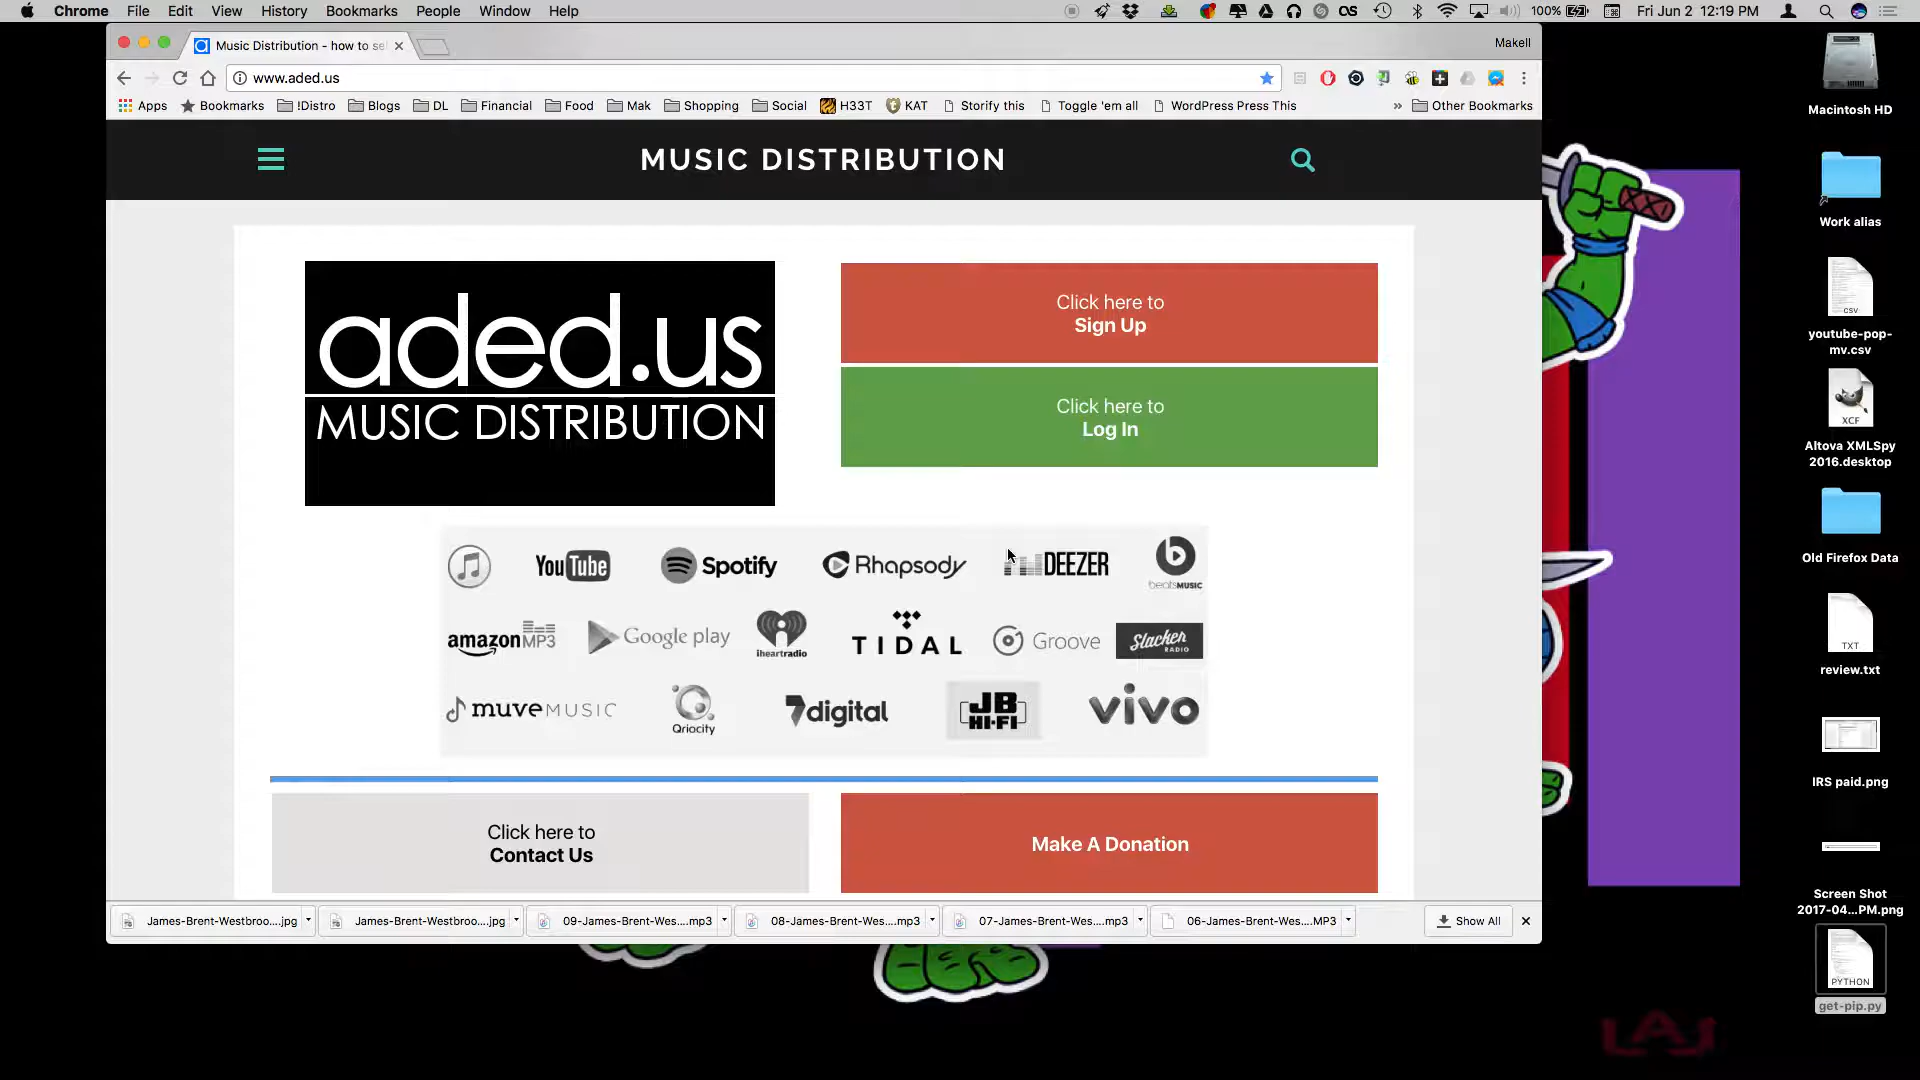 Chrome File Edit View History Bookmarks People Window Help
100% Fri Jun 2 12:19 PM
Music Distribution - how to se
Makell
www.aded.us
Apps Bookmarks !Distro Blogs DL Financial Food Mak Shopping Social H33T KAT Storify this Toggle 'em all WordPress Press This » Other Bookmarks
MUSIC DISTRIBUTION
aded.us
MUSIC DISTRIBUTION
Click here to
Sign Up
Click here to
Log In
YouTube Spotify Rhapsody DEEZER beatsMUSIC
amazonMP3 Google play iheartradio TIDAL Groove Slacker RADIO
muveMUSIC Qriocity 7digital JB HI-FI vivo
Click here to
Contact Us
Make A Donation
James-Brent-Westbroo....jpg James-Brent-Westbroo....jpg 09-James-Brent-Wes....mp3 08-James-Brent-Wes....mp3 07-James-Brent-Wes....mp3 06-James-Brent-Wes....MP3 Show All
Macintosh HD
Work alias
CSV
youtube-pop-
mv.csv
XCF
Altova XMLSpy
2016.desktop
Old Firefox Data
TXT
review.txt
IRS paid.png
Screen Shot
2017-04...PM.png
PYTHON
get-pip.py